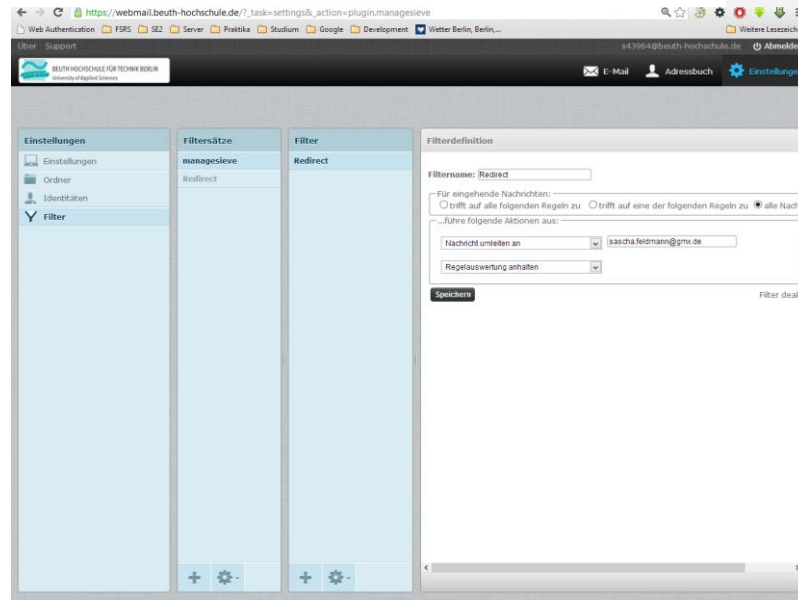 https://webmail.beuth-hochschule.de/?_task=settings&_action=plugin.managesieve
Web Authentication FSRS SE2 Server Praktika Studium Google Development Wetter Berlin, Berlin,... Weitere Lesezeich
Über Support s43964@beuth-hochschule.de Abmelde
BEUTH HOCHSCHULE FÜR TECHNIK BERLIN
University of Applied Sciences
E-Mail Adressbuch Einstellunge
Einstellungen
Einstellungen
Ordner
Identitäten
Filter
Filtersätze
managesieve
Redirect
Filter
Redirect
Filterdefinition
Filtername: Redirect
Für eingehende Nachrichten:
trifft auf alle folgenden Regeln zu trifft auf eine der folgenden Regeln zu alle Nach
...führe folgende Aktionen aus:
Nachricht umleiten an sascha.feldmann@gmx.de
Regelauswertung anhalten
Speichern Filter deak